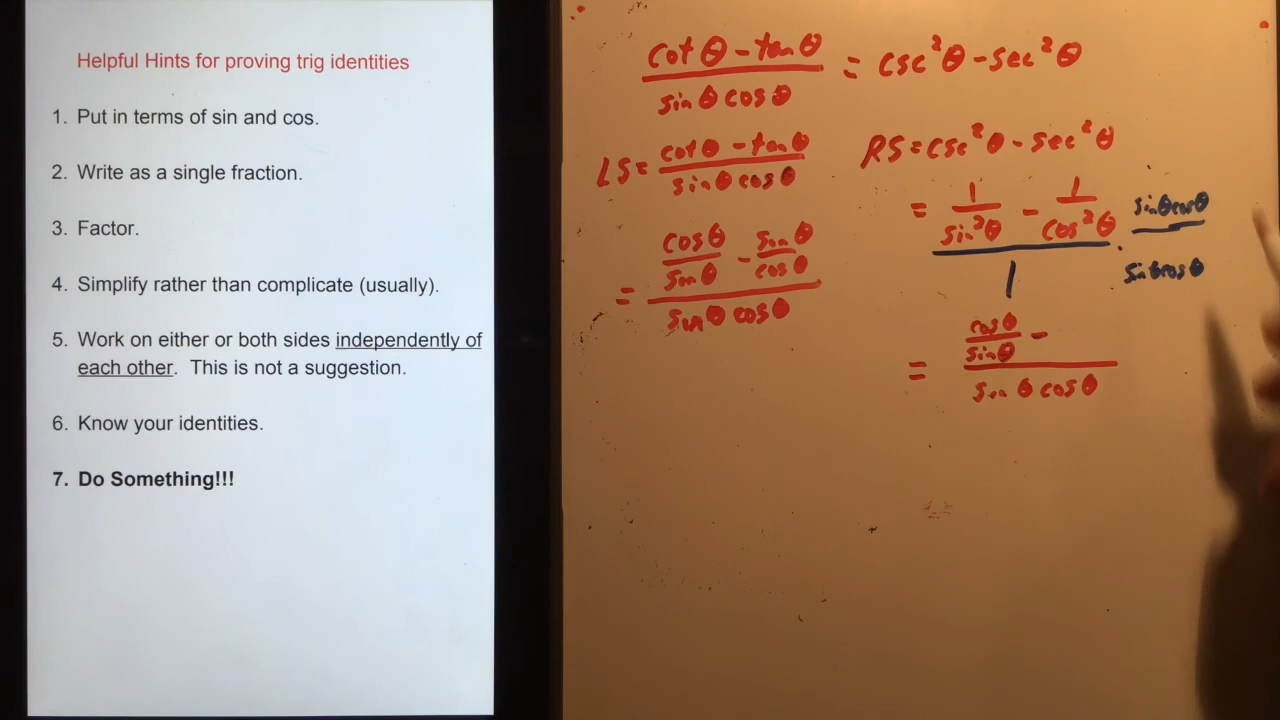 Helpful Hints for proving trig identities
1. Put in terms of sin and cos.
2. Write as a single fraction.
3. Factor.
4. Simplify rather than complicate (usually).
5. Work on either or both sides independently of
each other. This is not a suggestion.
6. Know your identities.
7. Do Something!!!
cot θ - tan θ
sin θ cos θ
= csc²θ - sec²θ
LS = cot θ - tan θ
sin θ cos θ
= cos θ / sin θ - sin θ / cos θ
sin θ cos θ
RS = csc²θ - sec²θ
= 1 / sin²θ - 1 / cos²θ
1
· sin θ cos θ
sin θ cos θ
= cos θ / sin θ -
sin θ cos θ